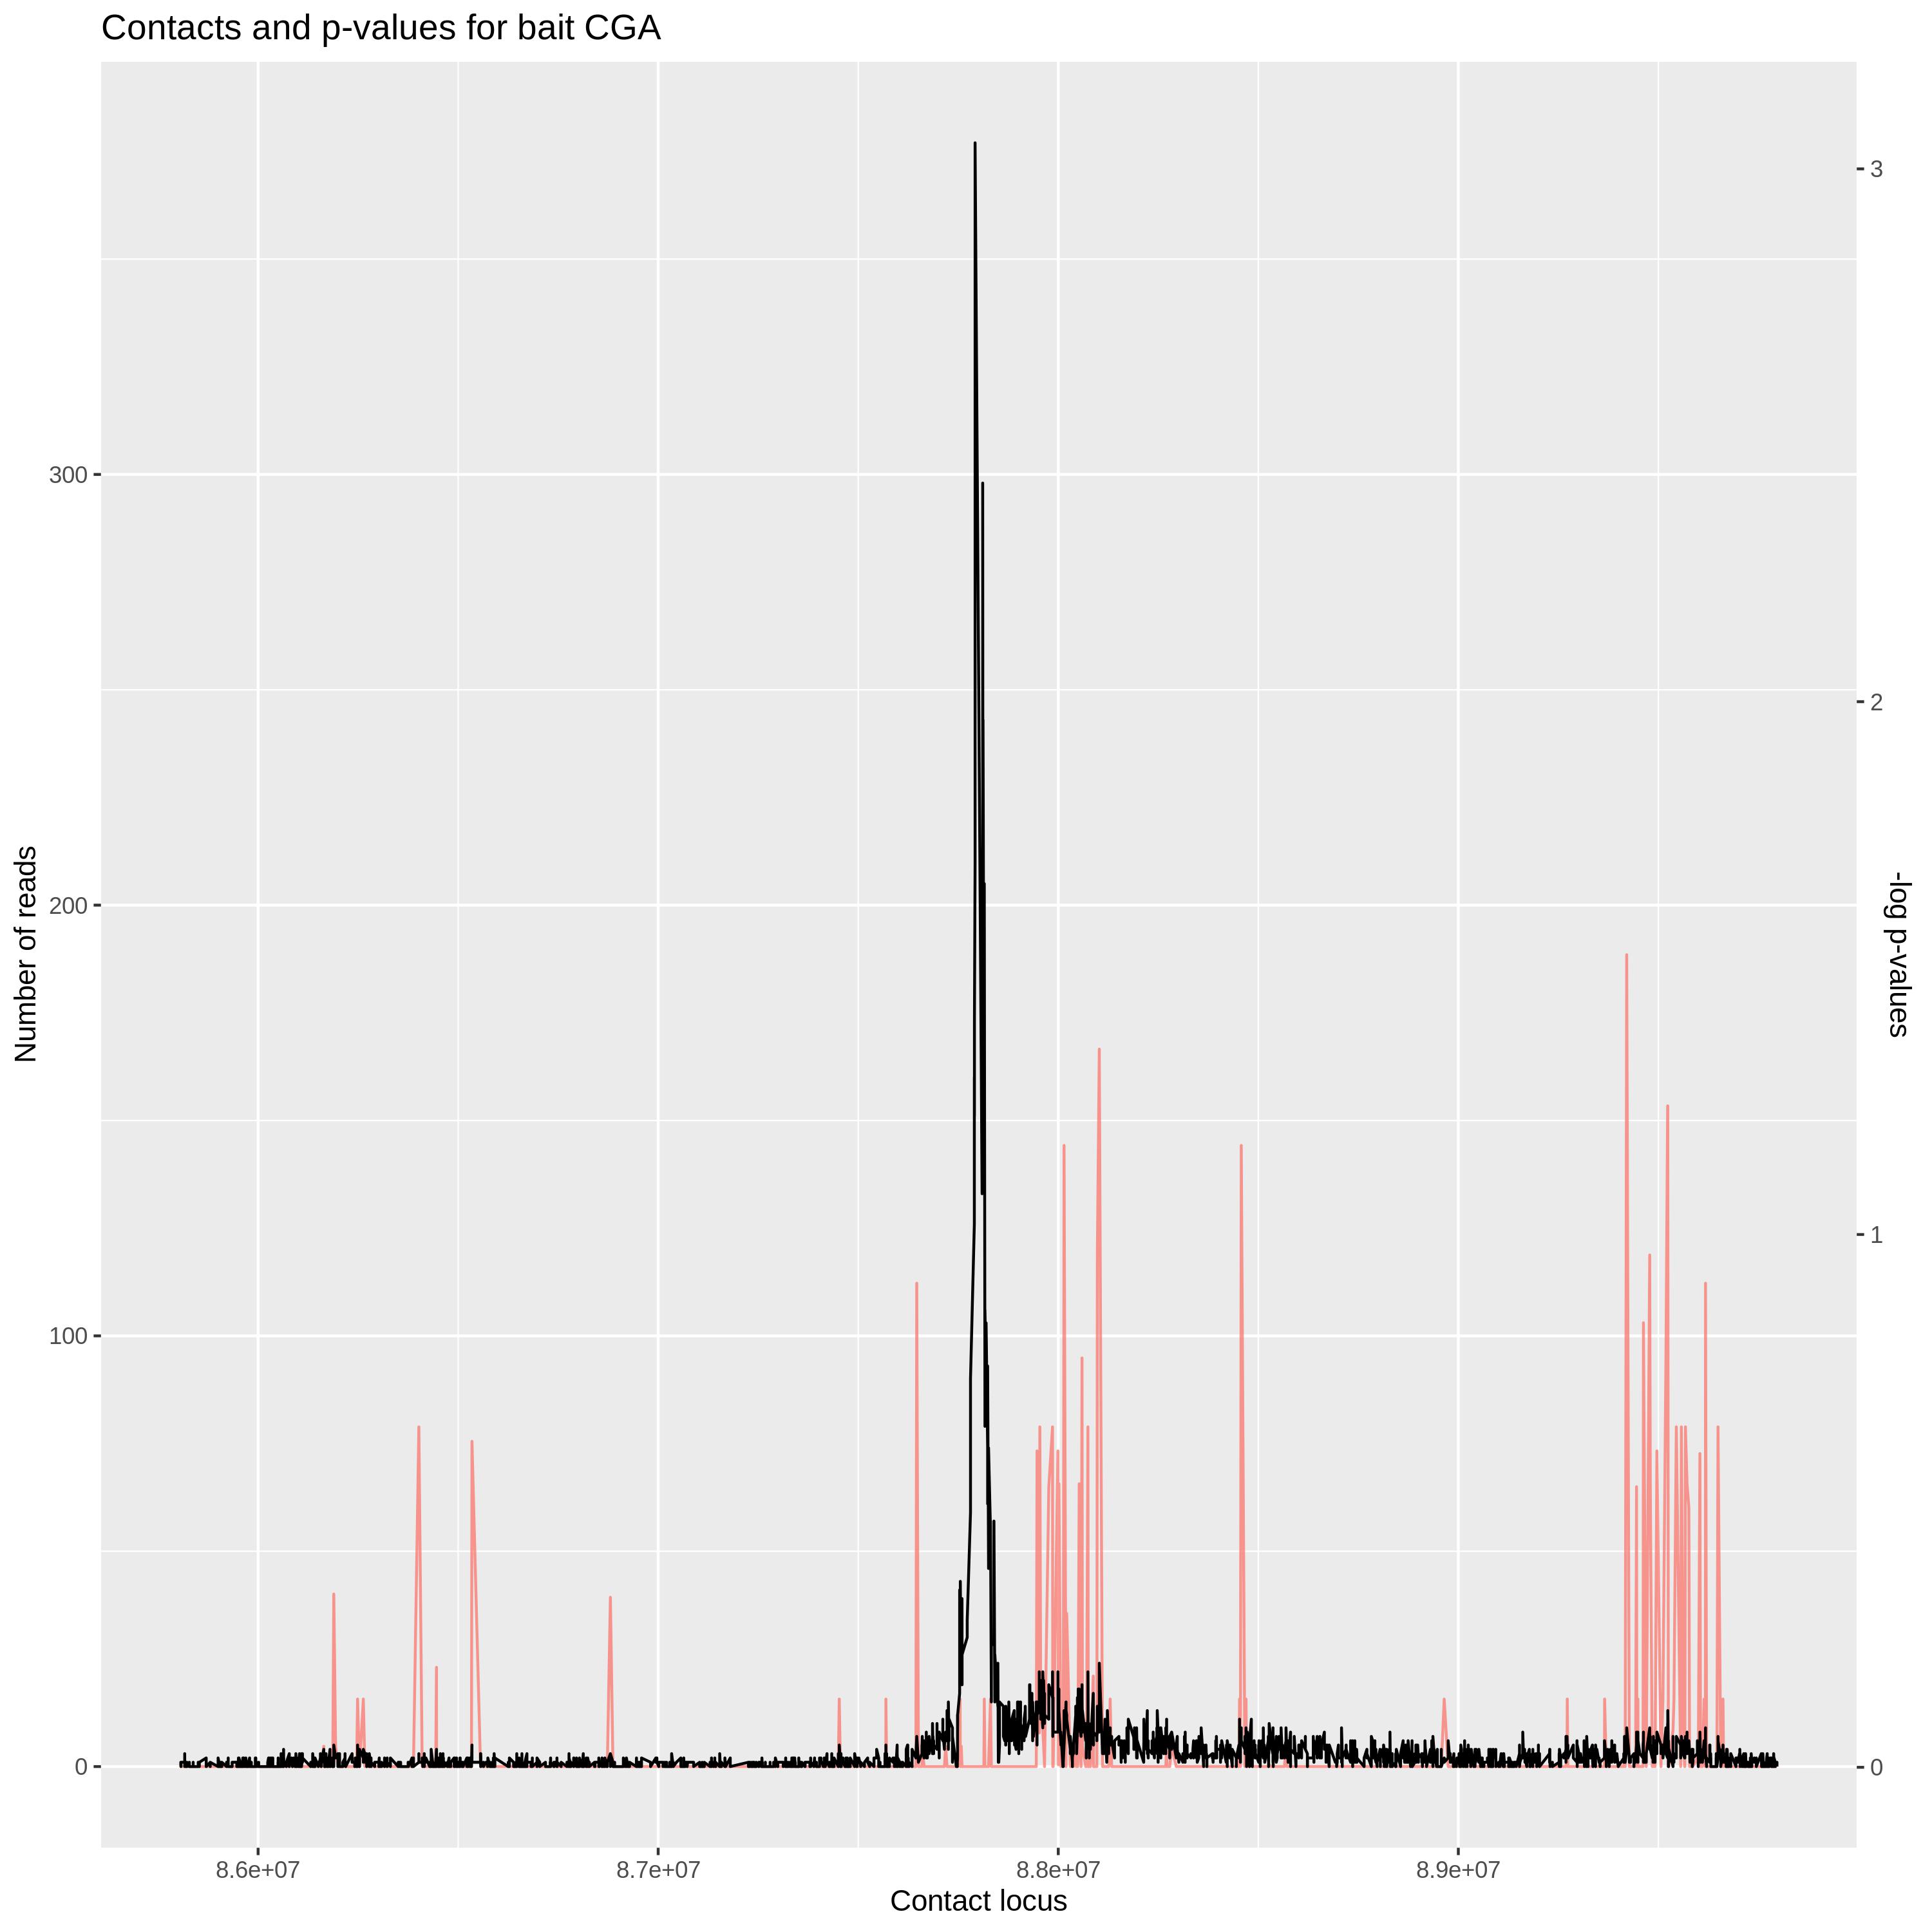 Contacts and p-values for bait CGA
Number of reads
300
200
100
0
3
2
1
0
-log p-values
8.6e+07 8.7e+07 8.8e+07 8.9e+07
Contact locus